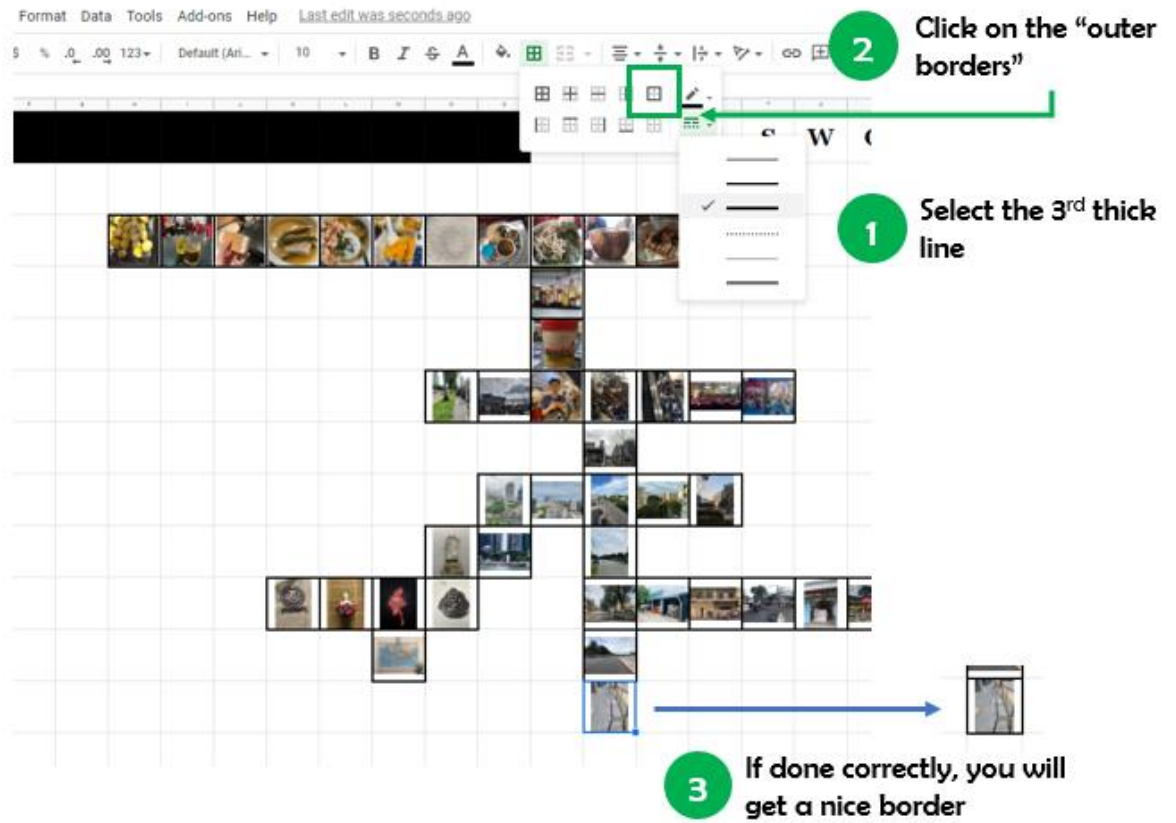 Format Data Tools Add-ons Help Last edit was seconds ago
$ % .0 .00 123 Default (Ari... 10 B I S A
2 Click on the “outer
borders”
S W
1 Select the 3rd thick
line
3 If done correctly, you will
get a nice border